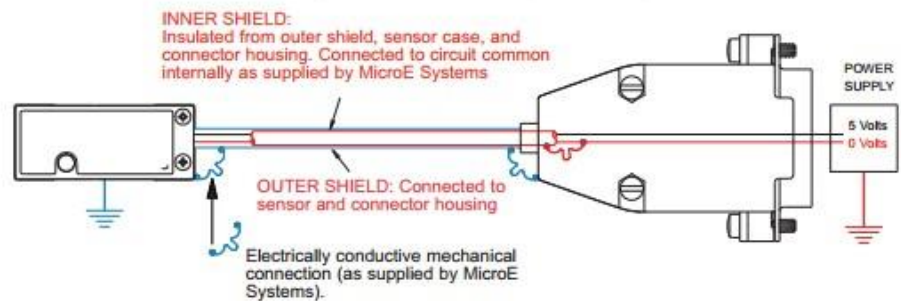 INNER SHIELD:
Insulated from outer shield, sensor case, and
connector housing. Connected to circuit common
internally as supplied by MicroE Systems
POWER
SUPPLY
5 Volts
0 Volts
OUTER SHIELD: Connected to
sensor and connector housing
Electrically conductive mechanical
connection (as supplied by MicroE
Systems).